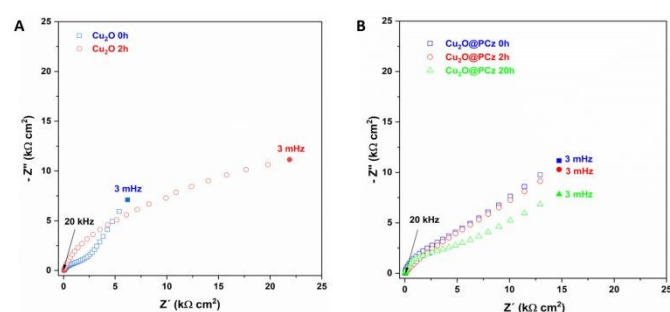 A
25
20
15
10
5
0
- Z'' (kΩ cm²)
Cu₂O 0h
Cu₂O 2h
3 mHz
3 mHz
20 kHz
0 5 10 15 20 25
Z´ (kΩ cm²)
B
25
20
15
10
5
0
- Z'' (kΩ cm²)
Cu₂O@PCz 0h
Cu₂O@PCz 2h
Cu₂O@PCz 20h
3 mHz
3 mHz
3 mHz
20 kHz
0 5 10 15 20 25
Z´ (kΩ cm²)